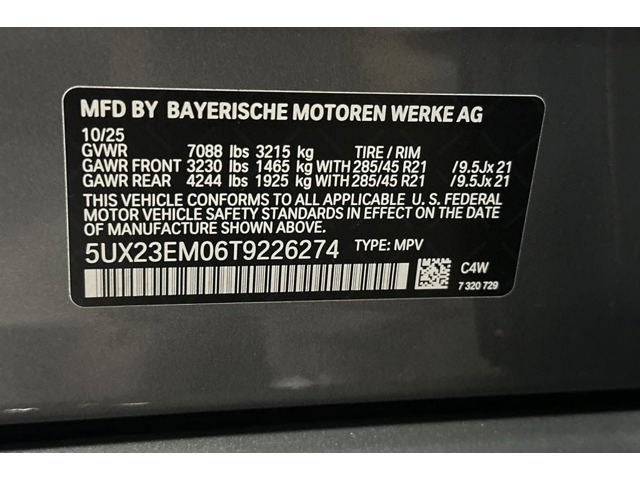 MFD BY BAYERISCHE MOTOREN WERKE AG
10/25
GVWR 7088 lbs 3215 kg TIRE / RIM
GAWR FRONT 3230 lbs 1465 kg WITH 285/45 R21 /9.5Jx 21
GAWR REAR 4244 lbs 1925 kg WITH 285/45 R21 /9.5Jx 21
THIS VEHICLE CONFORMS TO ALL APPLICABLE U. S. FEDERAL
MOTOR VEHICLE SAFETY STANDARDS IN EFFECT ON THE DATE
OF MANUFACTURE SHOWN ABOVE.
5UX23EM06T9226274 TYPE: MPV
C4W
7 320 729